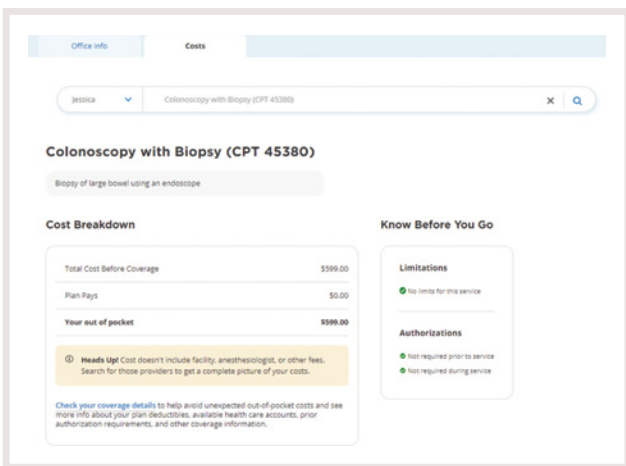 Office Info
Costs
Jessica
Colonoscopy with Biopsy (CPT 45380)
Colonoscopy with Biopsy (CPT 45380)
Biopsy of large bowel using an endoscope
Cost Breakdown
Total Cost Before Coverage $599.00
Plan Pays $0.00
Your out of pocket $599.00
Heads Up! Cost doesn't include facility, anesthesiologist, or other fees.
Search for those providers to get a complete picture of your costs.
Check your coverage details to help avoid unexpected out-of-pocket costs and see
more info about your plan deductibles, available health care accounts, prior
authorization requirements, and other coverage information.
Know Before You Go
Limitations
No limits for this service
Authorizations
Not required prior to service
Not required during service